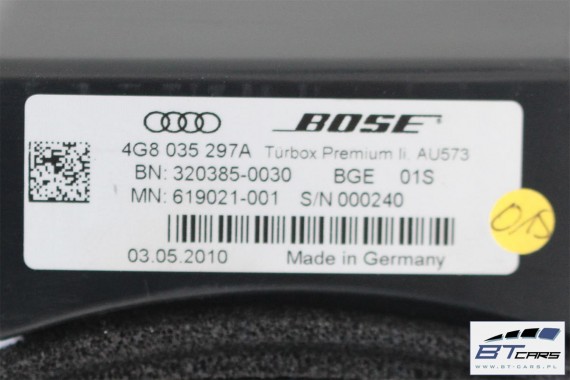 BOSE
4G8 035 297A Türbox Premium li. AU573
BN: 320385-0030 BGE 01S
MN: 619021-001 S/N 000240
03.05.2010 Made in Germany
01S
BT CARS
WWW.BT-CARS.PL